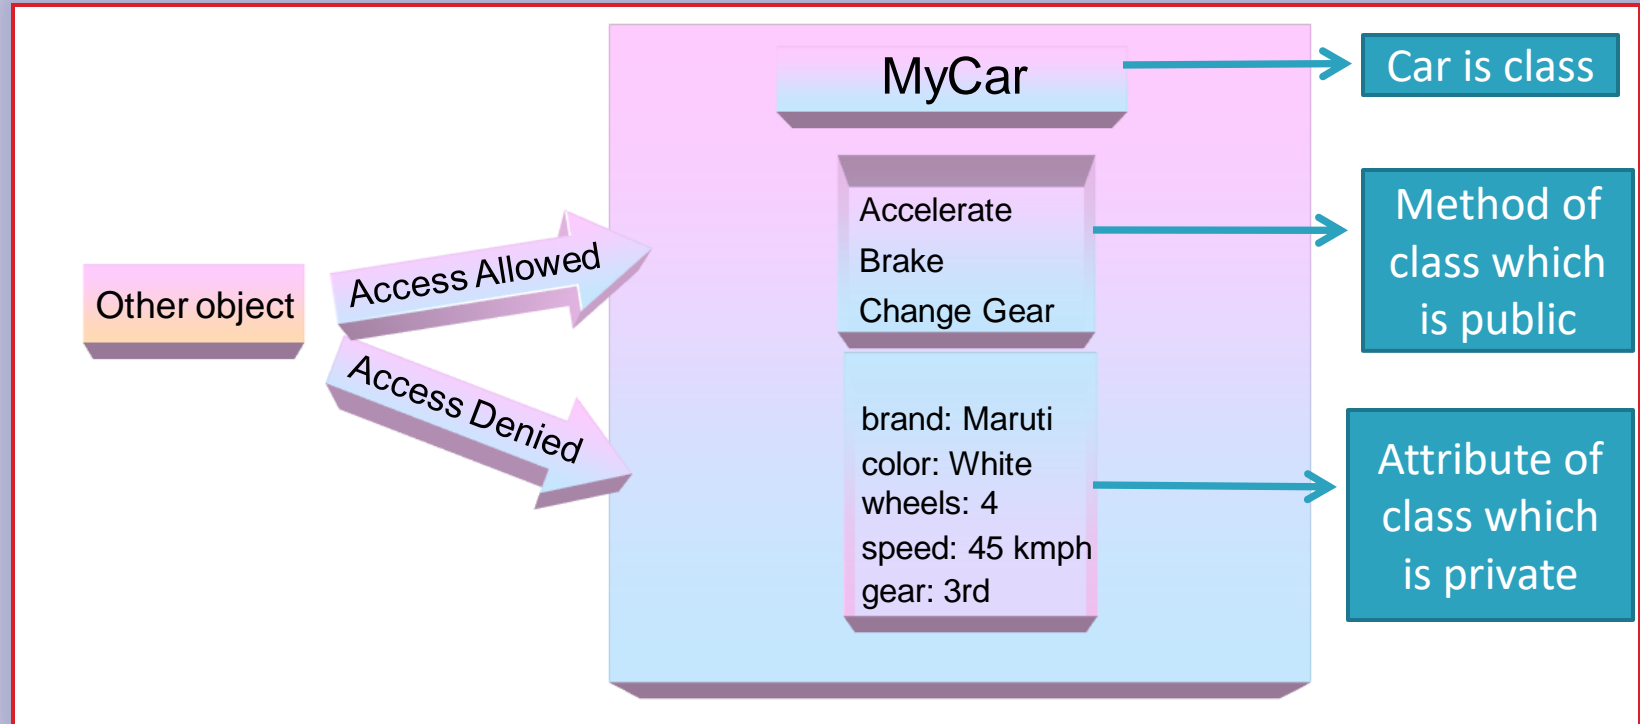 MyCar
Car is class
Accelerate
Brake
Change Gear
Method of
class which
is public
Other object
Access Allowed
Access Denied
brand: Maruti
color: White
wheels: 4
speed: 45 kmph
gear: 3rd
Attribute of
class which
is private